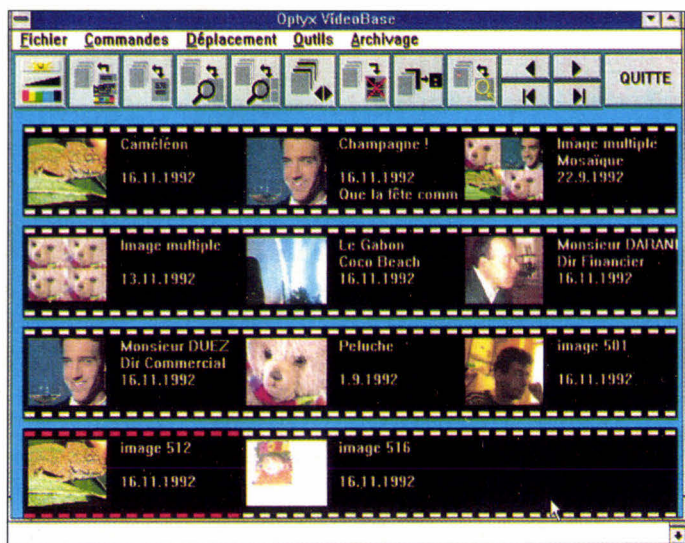 Optyx VideoBase
Fichier Commandes Déplacement Outils Archivage
QUITTE
Caméléon
16.11.1992
Champagne !
16.11.1992
Que la fête comm
Image multiple
Mosaïque
22.9.1992
Image multiple
13.11.1992
Le Gabon
Coco Beach
16.11.1992
Monsieur DARANI
Dir Financier
16.11.1992
Monsieur DUEZ
Dir Commercial
16.11.1992
Peluche
1.9.1992
image 501
16.11.1992
image 512
16.11.1992
image 516
16.11.1992